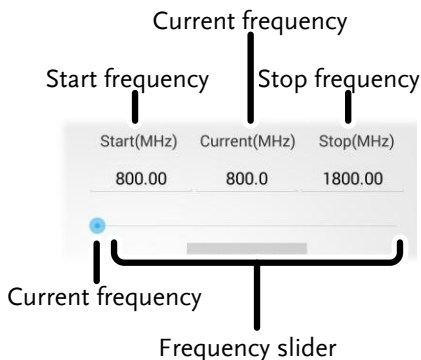 Current frequency
Start frequency Stop frequency
Start(MHz) Current(MHz) Stop(MHz)
800.00 800.0 1800.00
Current frequency
Frequency slider